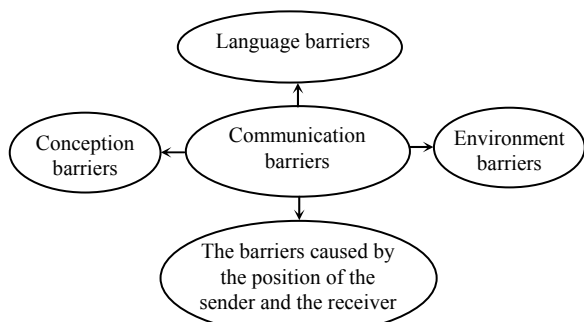 Language barriers
Conception
barriers
Communication
barriers
Environment
barriers
The barriers caused by
the position of the
sender and the receiver